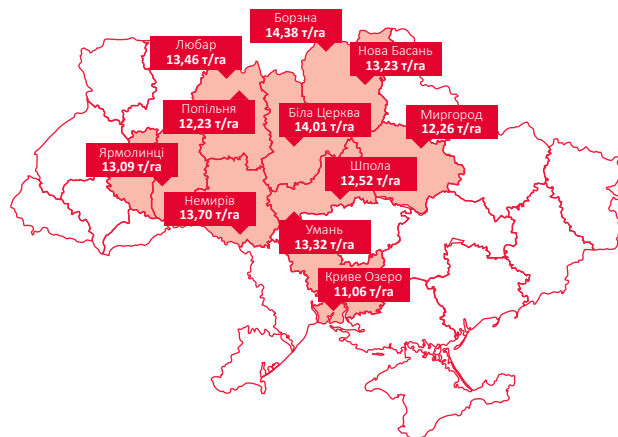 Борзна
14,38 т/га
Любар
13,46 т/га
Нова Басань
13,23 т/га
Попільня
12,23 т/га
Біла Церква
14,01 т/га
Миргород
12,26 т/га
Ярмолинці
13,09 т/га
Шпола
12,52 т/га
Немирів
13,70 т/га
Умань
13,32 т/га
Криве Озеро
11,06 т/га